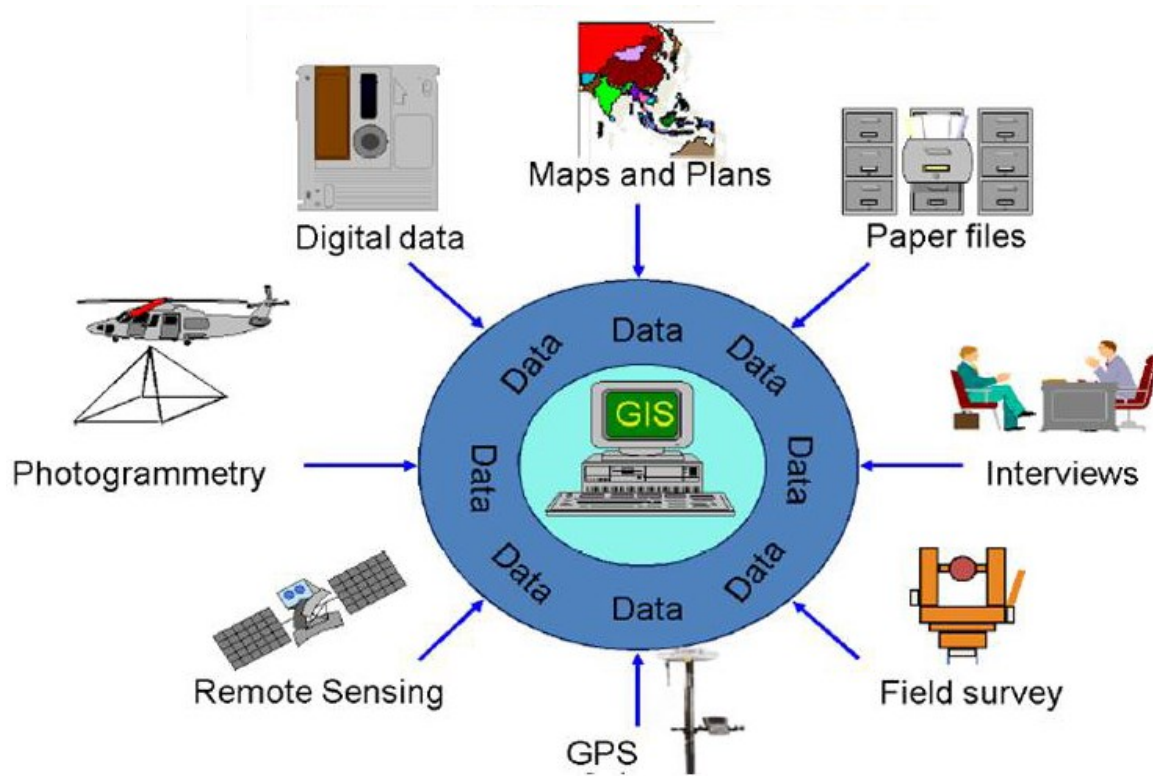 Maps and Plans
Digital data
Paper files
Photogrammetry
Interviews
Remote Sensing
Field survey
GPS
Data
Data
Data
Data
Data
Data
Data
Data
GIS